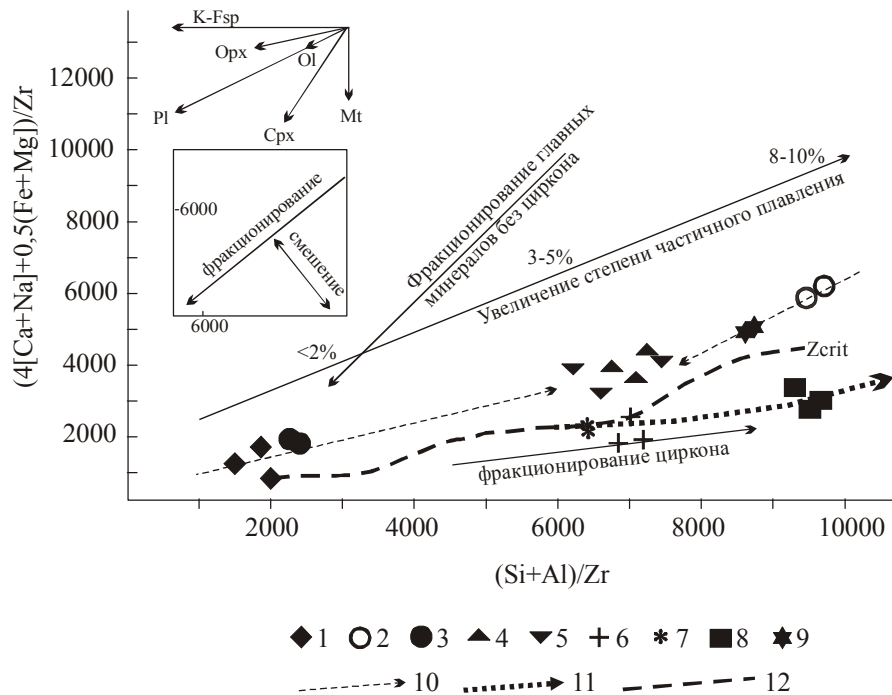 (4[Ca+Na]+0,5(Fe+Mg])/Zr
12000
10000
8000
6000
4000
2000
K-Fsp
Opx
Ol
Pl
Cpx
Mt
фракционирование
смешение
-6000
6000
Фракционирование главных
минералов без циркона
8-10%
3-5%
<2%
Увеличение степени частичного плавления
Zcrit
фракционирование циркона
2000 4000 6000 8000 10000
(Si+Al)/Zr
1 2 3 4 5 6 7 8 9
10 11 12